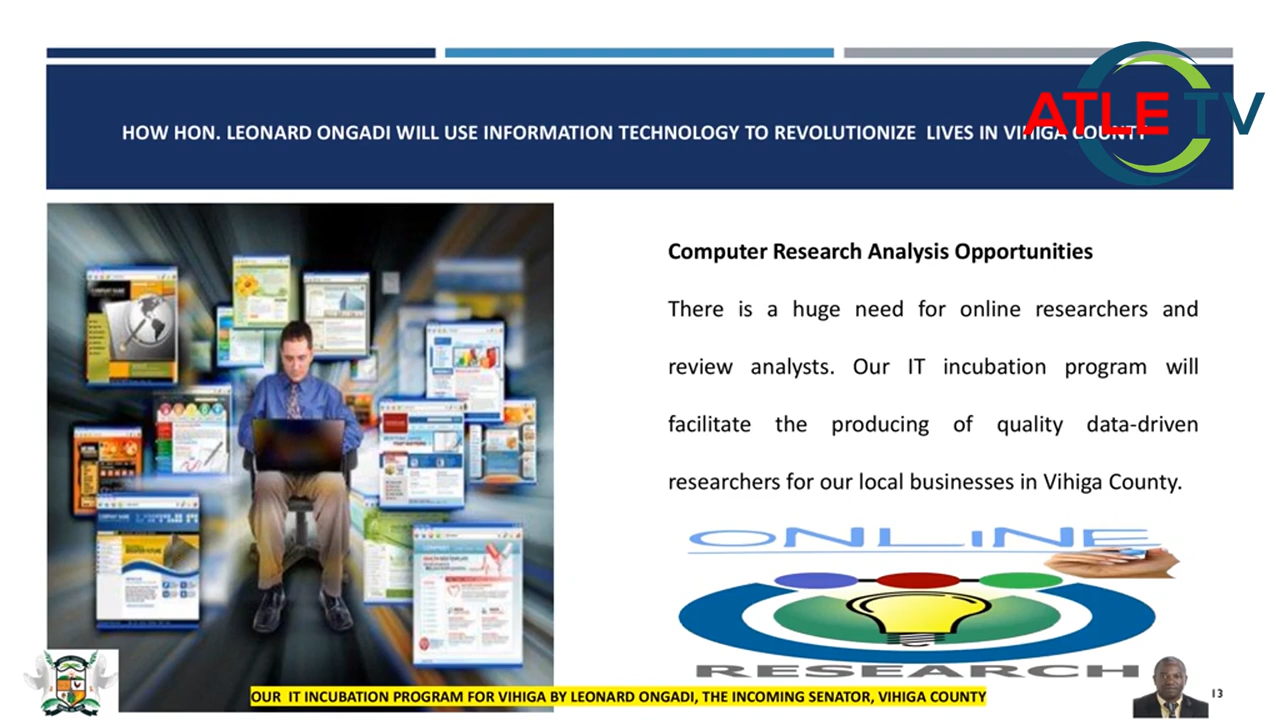 ATLE TV
HOW HON. LEONARD ONGADI WILL USE INFORMATION TECHNOLOGY TO REVOLUTIONIZE LIVES IN VIHIGA COUNTY
Computer Research Analysis Opportunities
There is a huge need for online researchers and
review analysts. Our IT incubation program will
facilitate the producing of quality data-driven
researchers for our local businesses in Vihiga County.
ONLiNE
RESEARCH
OUR IT INCUBATION PROGRAM FOR VIHIGA BY LEONARD ONGADI, THE INCOMING SENATOR, VIHIGA COUNTY
13